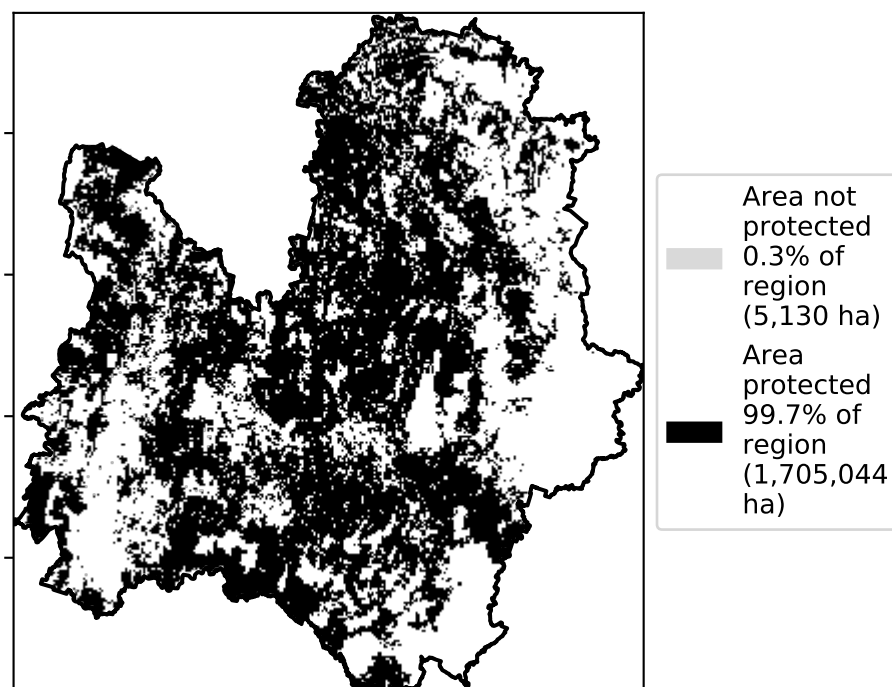 Area not
protected
0.3% of
region
(5,130 ha)
Area
protected
99.7% of
region
(1,705,044
ha)